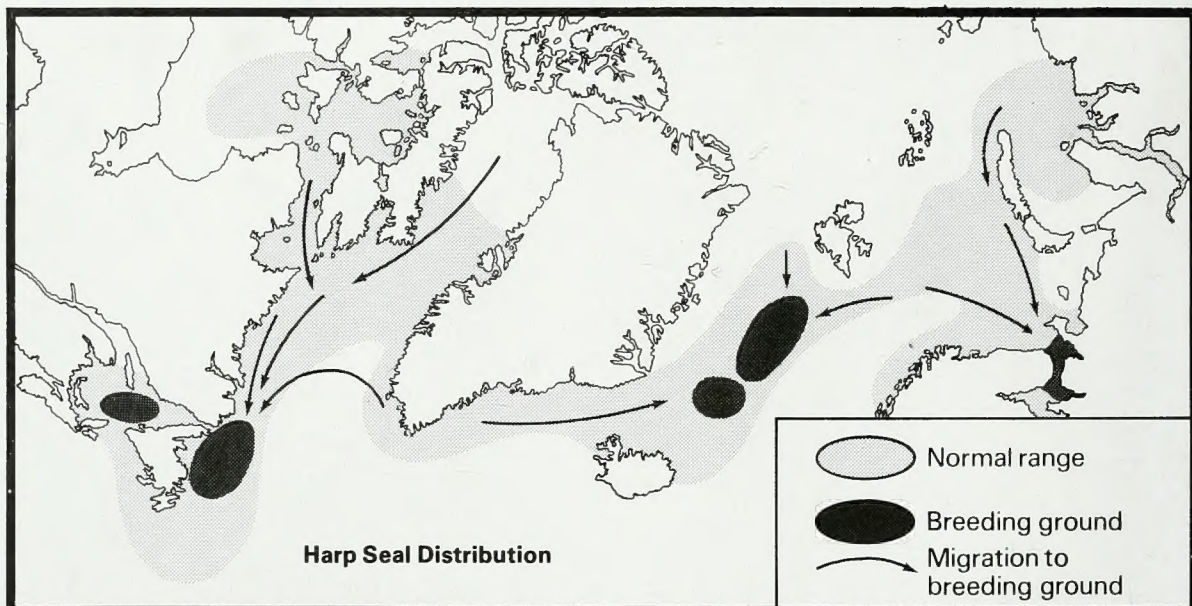 Harp Seal Distribution
Normal range
Breeding ground
Migration to
breeding ground